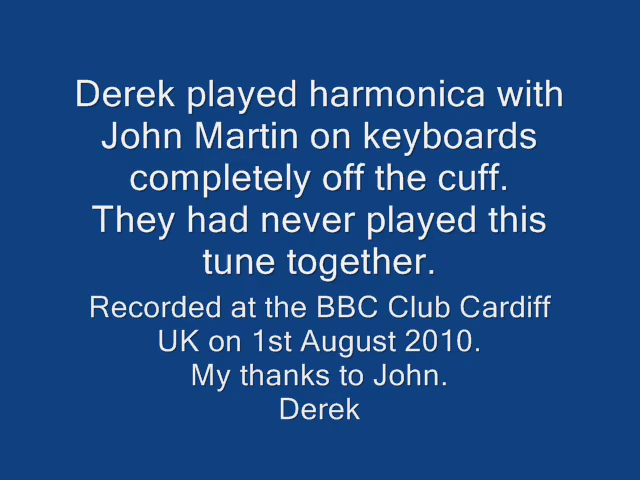 Derek played harmonica with
John Martin on keyboards
completely off the cuff.
They had never played this
tune together.
Recorded at the BBC Club Cardiff
UK on 1st August 2010.
My thanks to John.
Derek